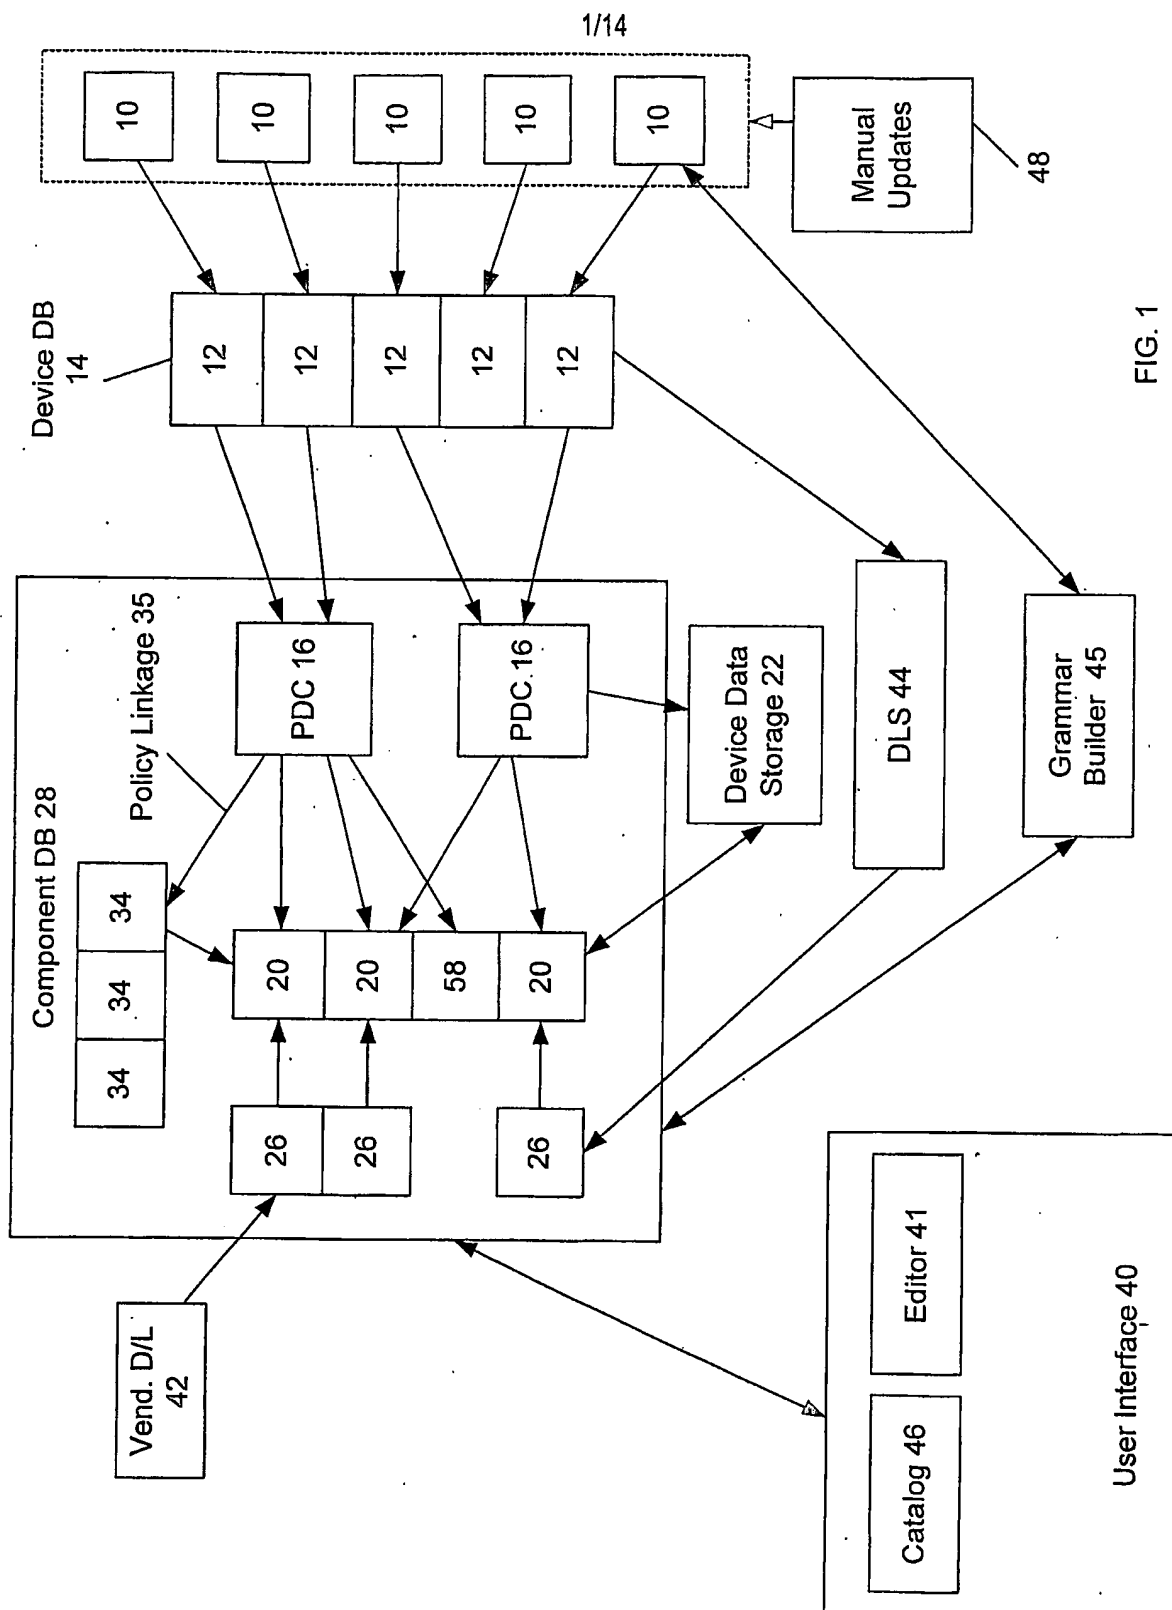 1/14
Component DB 28
Policy Linkage 35
Device DB
14
34
34
34
Vend. D/L
42
26
26
26
20
20
58
20
PDC 16
PDC 16
12
12
12
12
12
10
10
10
10
10
Device Data
Storage 22
DLS 44
Grammar
Builder 45
Manual
Updates
48
Catalog 46
Editor 41
User Interface 40
FIG. 1